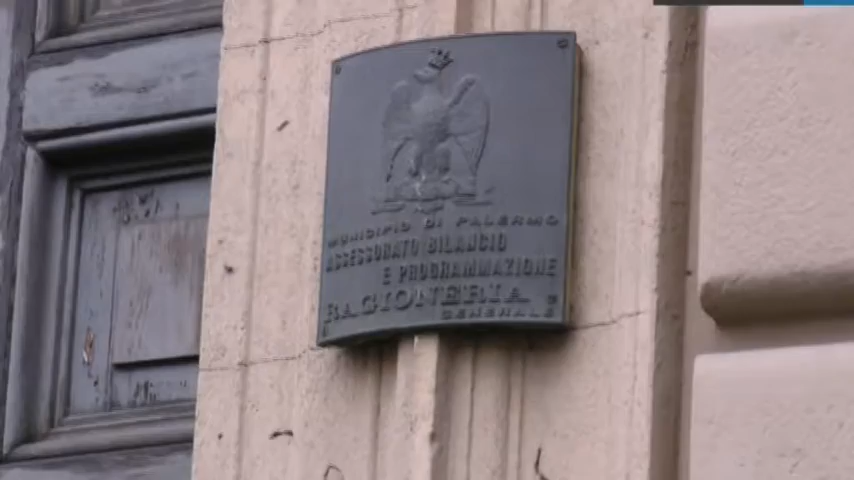 MUNICIPIO DI PALERMO
ASSESSORATO BILANCIO
E PROGRAMMAZIONE
RAGIONERIA
GENERALE